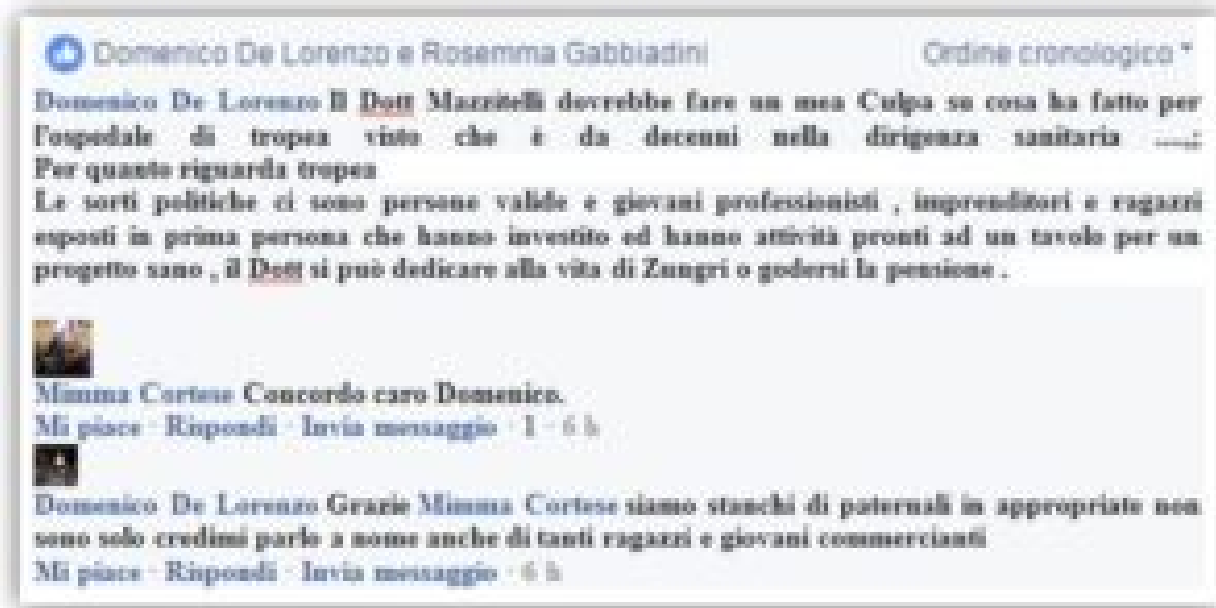 Domenico De Lorenzo e Rosemma Gabbiadini
Ordine cronologico
Domenico De Lorenzo Il Dott Mazzitelli dovrebbe fare un mea Culpa su cosa ha fatto per
l'ospedale di tropea visto che è da decenni nella dirigenza sanitaria ....,;
Per quanto riguarda tropea
Le sorti politiche ci sono persone valide e giovani professionisti , imprenditori e ragazzi
esposti in prima persona che hanno investito ed hanno attività pronti ad un tavolo per un
progetto sano , il Dott si può dedicare alla vita di Zungri o godersi la pensione .
Mimma Cortese Concordo caro Domenico.
Mi piace · Rispondi · Invia messaggio · 1 · 6 h
Domenico De Lorenzo Grazie Mimma Cortese siamo stanchi di paternali in appropriate non
sono solo credimi parlo a nome anche di tanti ragazzi e giovani commercianti
Mi piace · Rispondi · Invia messaggio · 6 h